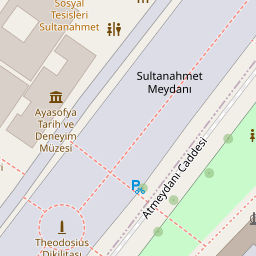 Sosyal
Tesisleri
Sultanahmet
Sultanahmet
Meydanı
Ayasofya
Tarih ve
Deneyim
Müzesi
Atmeydanı Caddesi
Theodosius
Dikilitaşı